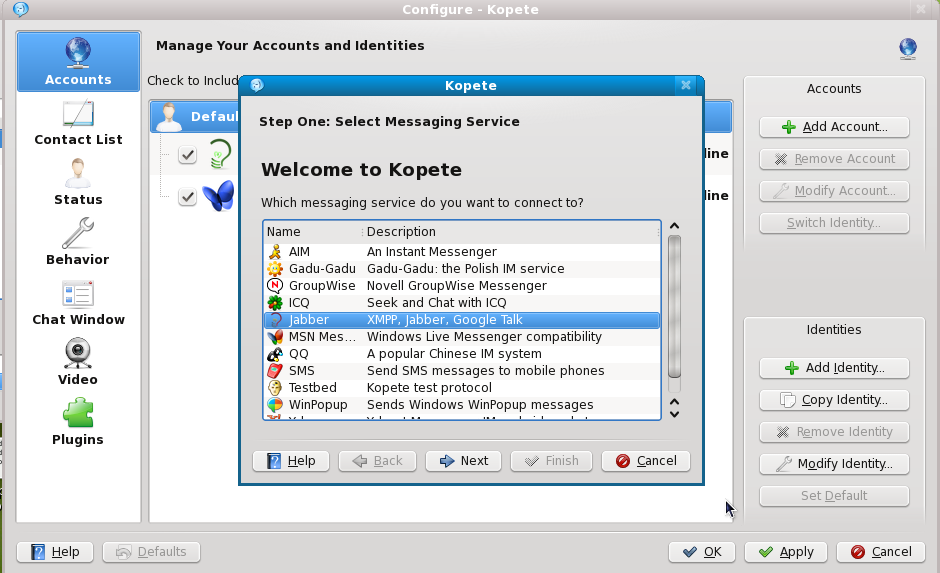 Configure - Kopete
Accounts
Contact List
Status
Behavior
Chat Window
Video
Plugins
Manage Your Accounts and Identities
Check to Includ
Defaul
line
line
Kopete
Step One: Select Messaging Service
Welcome to Kopete
Which messaging service do you want to connect to?
Name Description
AIM An Instant Messenger
Gadu-Gadu Gadu-Gadu: the Polish IM service
GroupWise Novell GroupWise Messenger
ICQ Seek and Chat with ICQ
Jabber XMPP, Jabber, Google Talk
MSN Mes... Windows Live Messenger compatibility
QQ A popular Chinese IM system
SMS Send SMS messages to mobile phones
Testbed Kopete test protocol
WinPopup Sends Windows WinPopup messages
Help Back Next Finish Cancel
Accounts
Add Account...
Remove Account
Modify Account...
Switch Identity...
Identities
Add Identity...
Copy Identity...
Remove Identity
Modify Identity...
Set Default
Help Defaults OK Apply Cancel